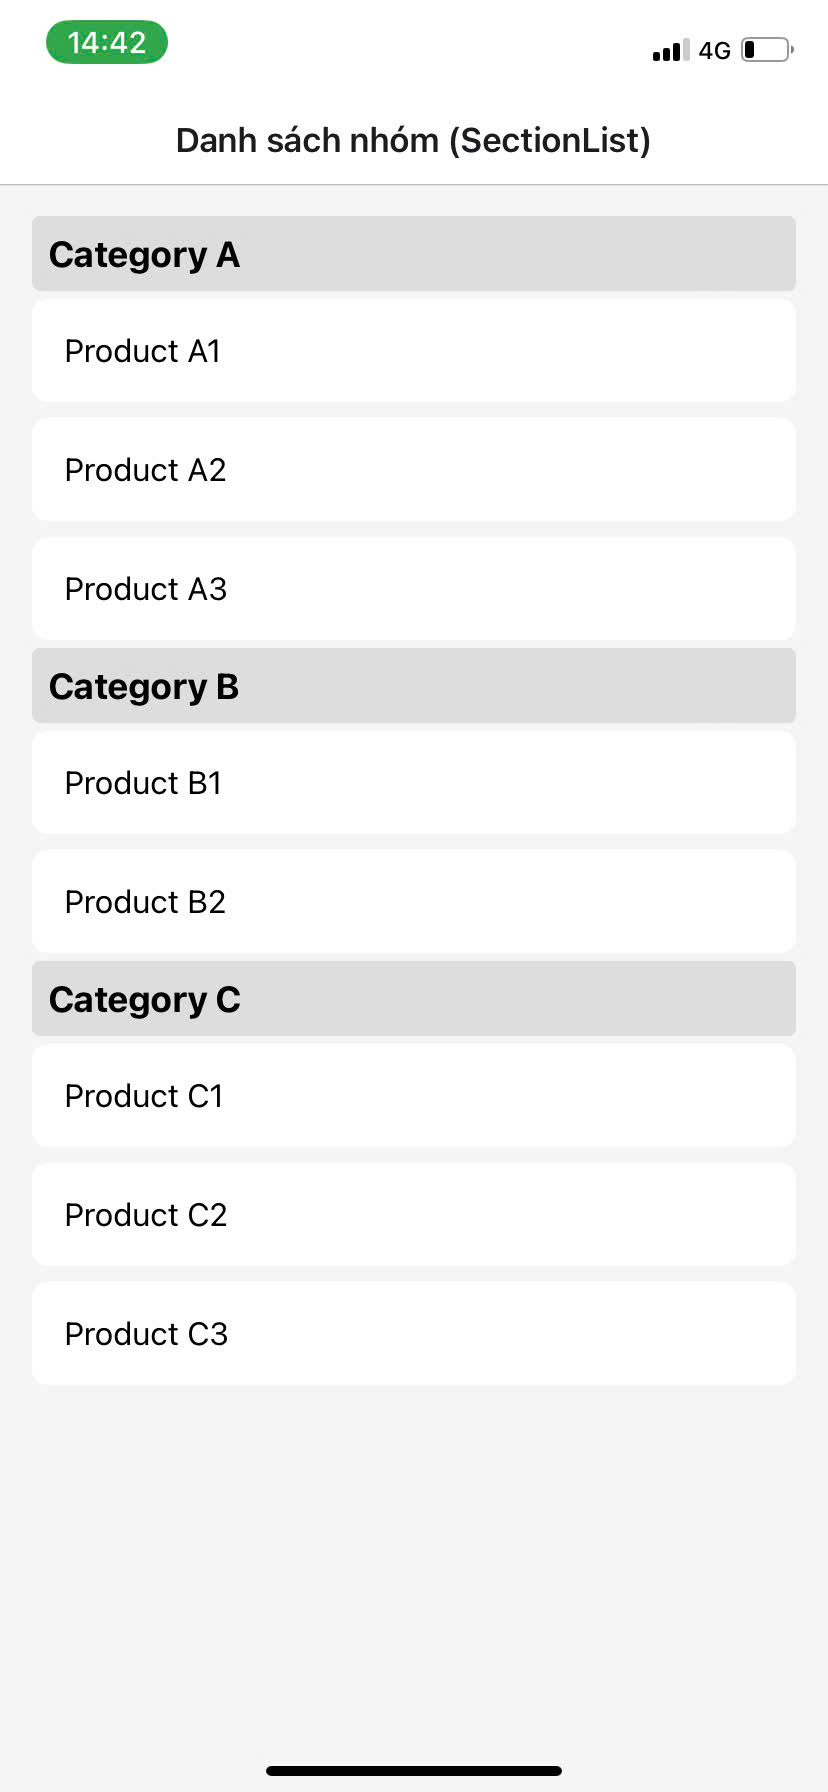 14:42
4G
Danh sách nhóm (SectionList)
Category A
Product A1
Product A2
Product A3
Category B
Product B1
Product B2
Category C
Product C1
Product C2
Product C3